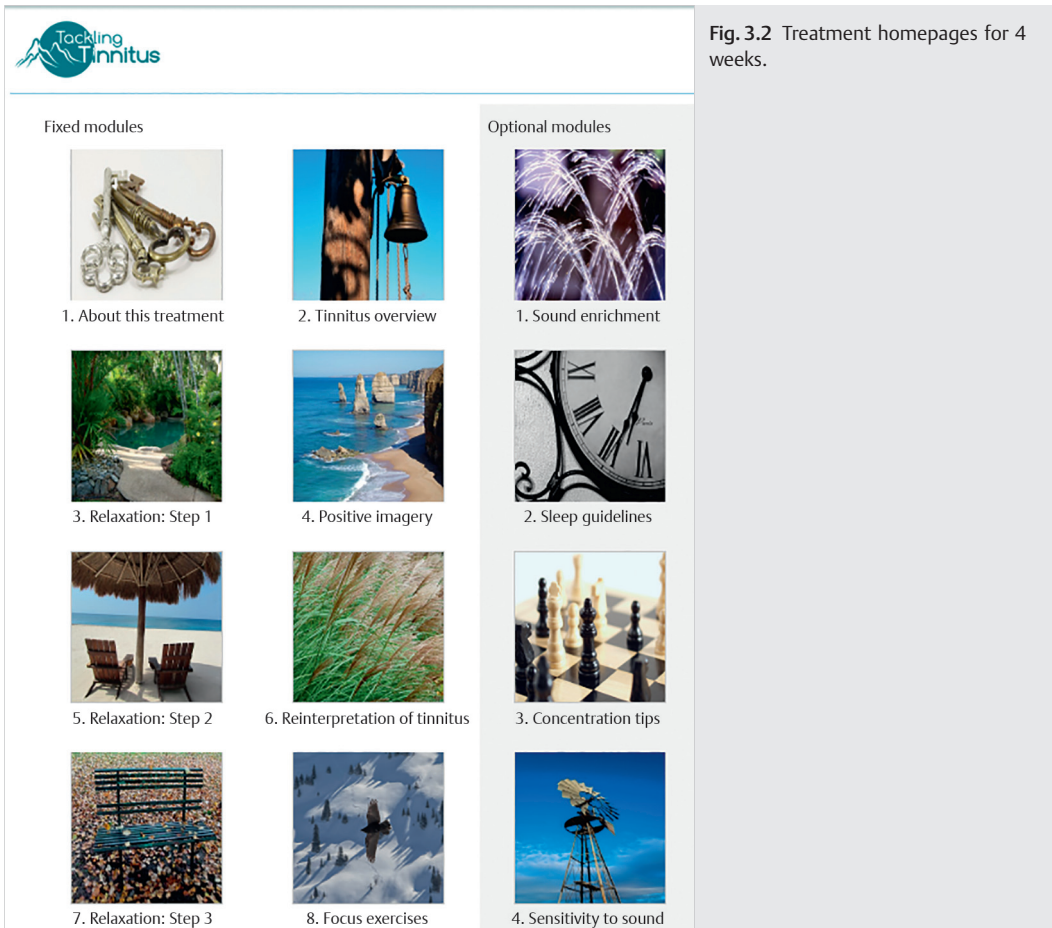 Tackling
Tinnitus
Fig. 3.2 Treatment homepages for 4
weeks.
Fixed modules
Optional modules
1. About this treatment
2. Tinnitus overview
1. Sound enrichment
3. Relaxation: Step 1
4. Positive imagery
2. Sleep guidelines
5. Relaxation: Step 2
6. Reinterpretation of tinnitus
3. Concentration tips
7. Relaxation: Step 3
8. Focus exercises
4. Sensitivity to sound